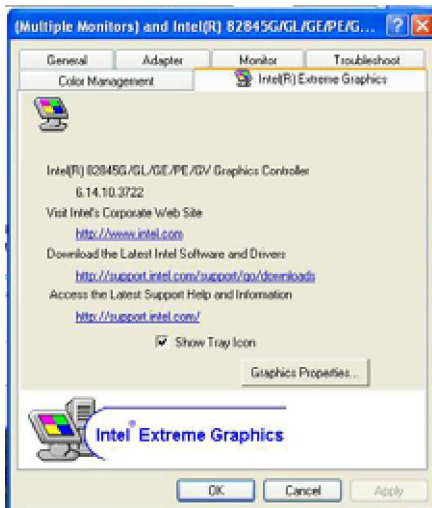 (Multiple Monitors) and Intel(R) 82845G/GL/GE/PE/G...
General Adapter Monitor Troubleshoot
Color Management Intel(R) Extreme Graphics
Intel(R) 82845G/GL/GE/PE/GV Graphics Controller
6.14.10.3722
Visit Intel's Corporate Web Site
http://www.intel.com
Download the Latest Intel Software and Drivers
http://support.intel.com/support/go/downloads
Access the Latest Support Help and Information
http://support.intel.com/
Show Tray Icon
Graphics Properties...
Intel® Extreme Graphics
OK Cancel Apply